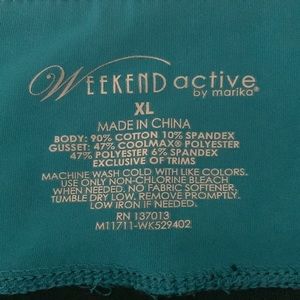 WEEKEND active
by marika®
XL
MADE IN CHINA
BODY: 90% COTTON 10% SPANDEX
GUSSET: 47% COOLMAX® POLYESTER
47% POLYESTER 6% SPANDEX
EXCLUSIVE OF TRIMS
MACHINE WASH COLD WITH LIKE COLORS.
USE ONLY NON-CHLORINE BLEACH
WHEN NEEDED. NO FABRIC SOFTENER.
TUMBLE DRY LOW. REMOVE PROMPTLY.
LOW IRON IF NEEDED.
RN 137013
M11711-WK529402